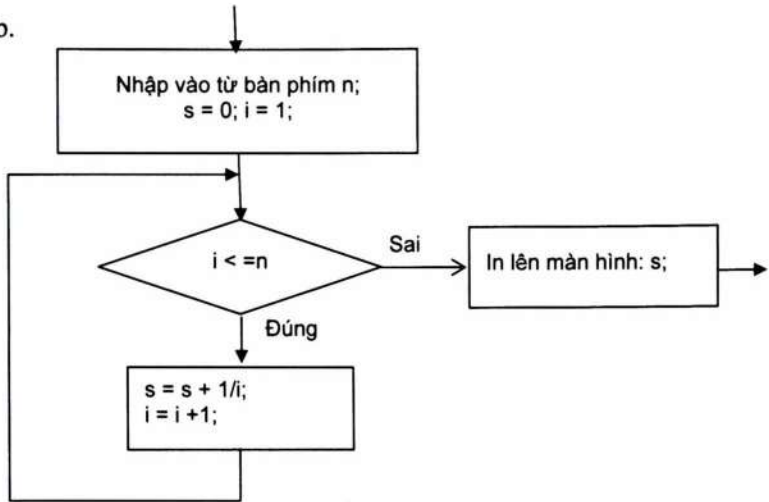 b.
Nhập vào từ bàn phím n;
s = 0; i = 1;
i < =n
Sai
In lên màn hình: s;
Đúng
s = s + 1/i;
i = i +1;